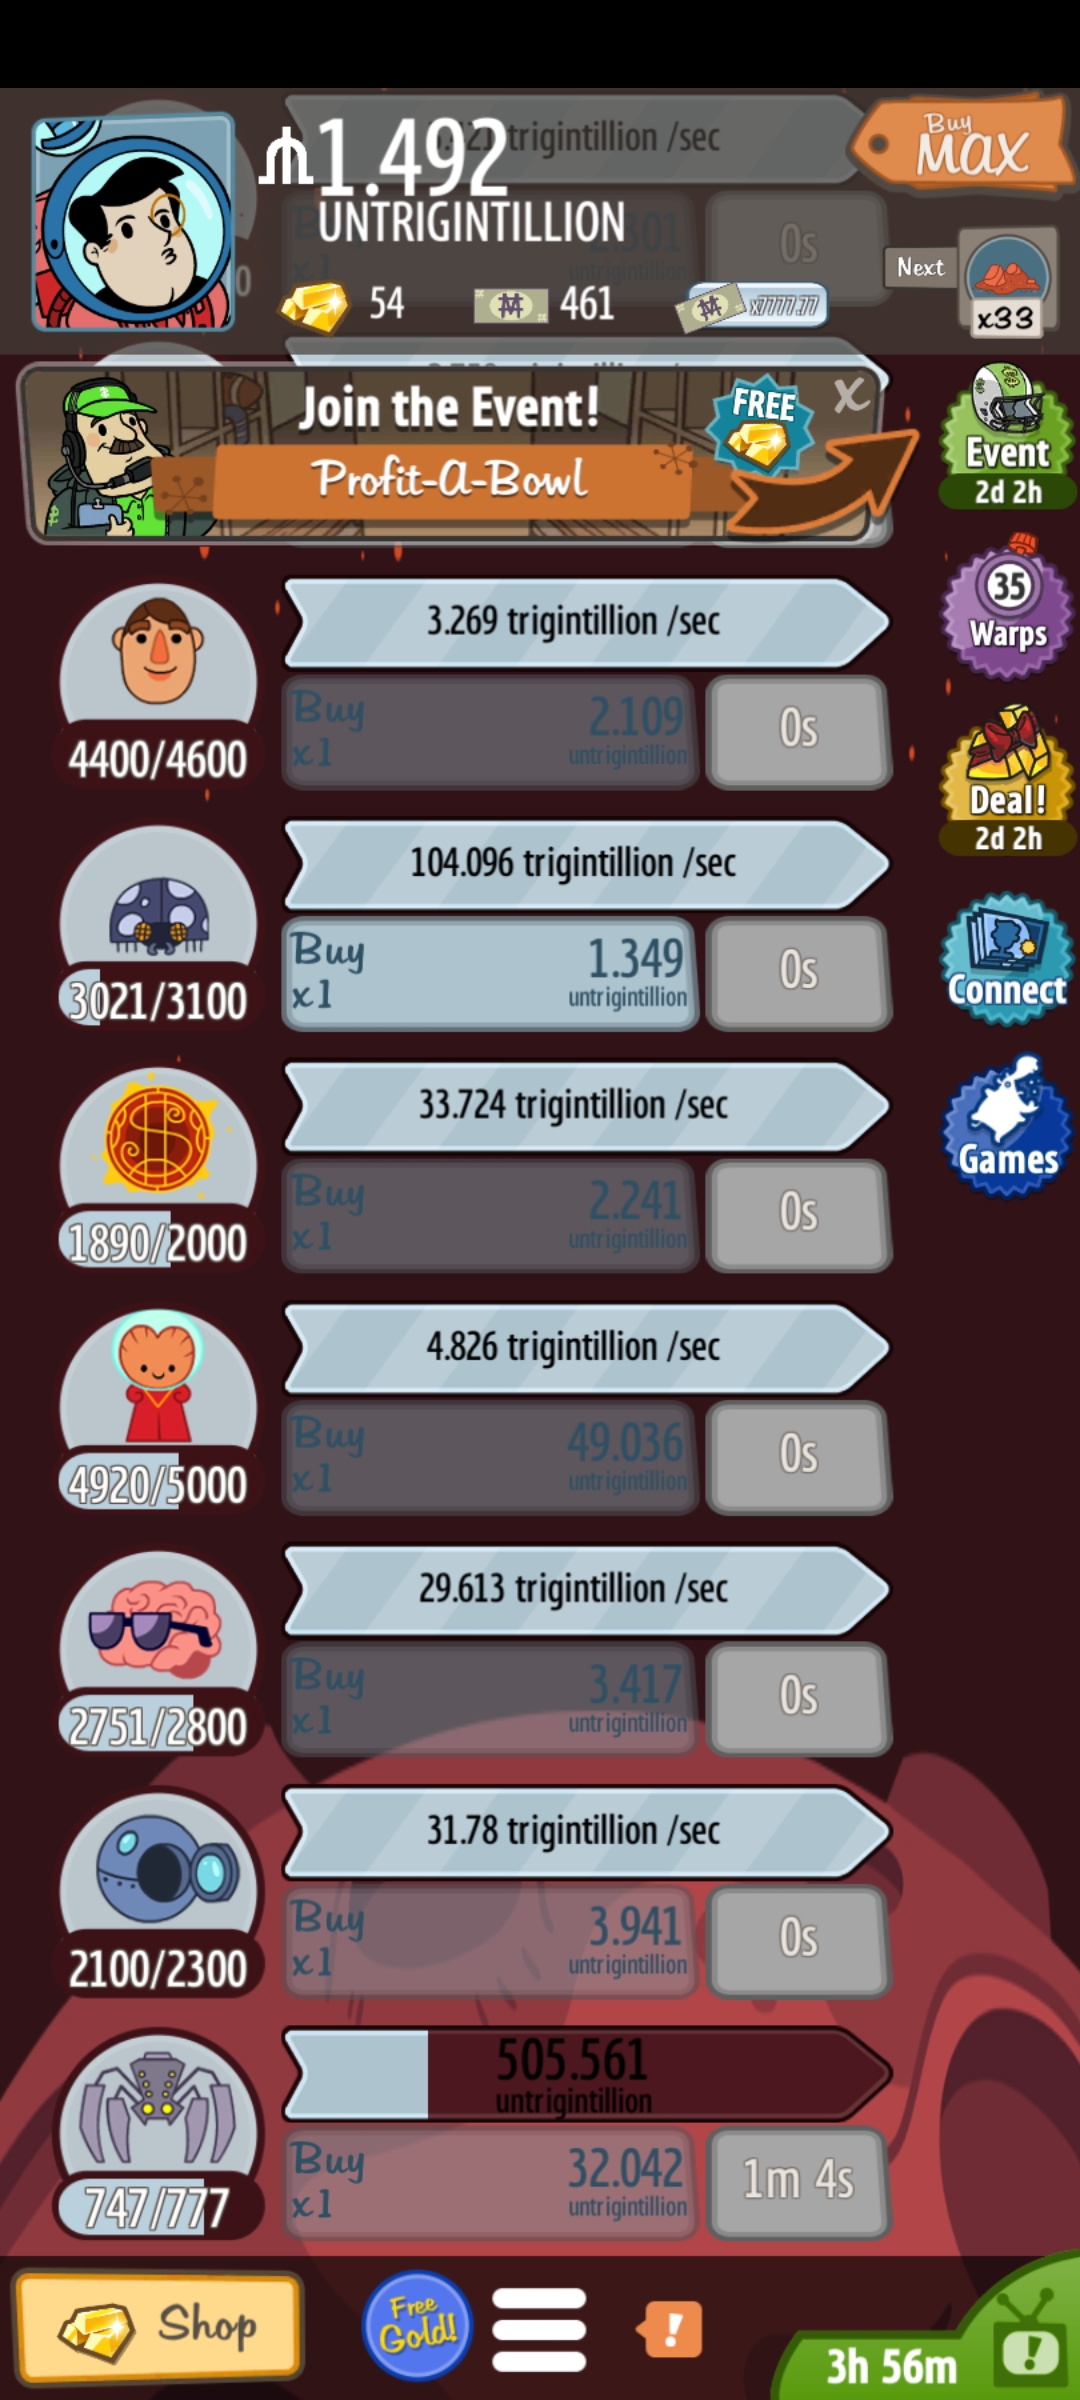 1.492
UNTRIGINTILLION
trigintillion /sec
Buy
MAX
Buy
x1
untrigintillion
0s
Next
x33
54
461
x7777.77
Join the Event!
Profit-A-Bowl
FREE
X
Event
2d 2h
3.269 trigintillion /sec
Buy
x1
2.109
untrigintillion
0s
4400/4600
35
Warps
Deal!
2d 2h
104.096 trigintillion /sec
Buy
x1
1.349
untrigintillion
0s
3021/3100
Connect
33.724 trigintillion /sec
Buy
x1
2.241
untrigintillion
0s
1890/2000
Games
4.826 trigintillion /sec
Buy
x1
49.036
untrigintillion
0s
4920/5000
29.613 trigintillion /sec
Buy
x1
3.417
untrigintillion
0s
2751/2800
31.78 trigintillion /sec
Buy
x1
3.941
untrigintillion
0s
2100/2300
505.561
untrigintillion
Buy
x1
32.042
untrigintillion
1m 4s
747/777
Shop
Free
Gold!
!
3h 56m
!